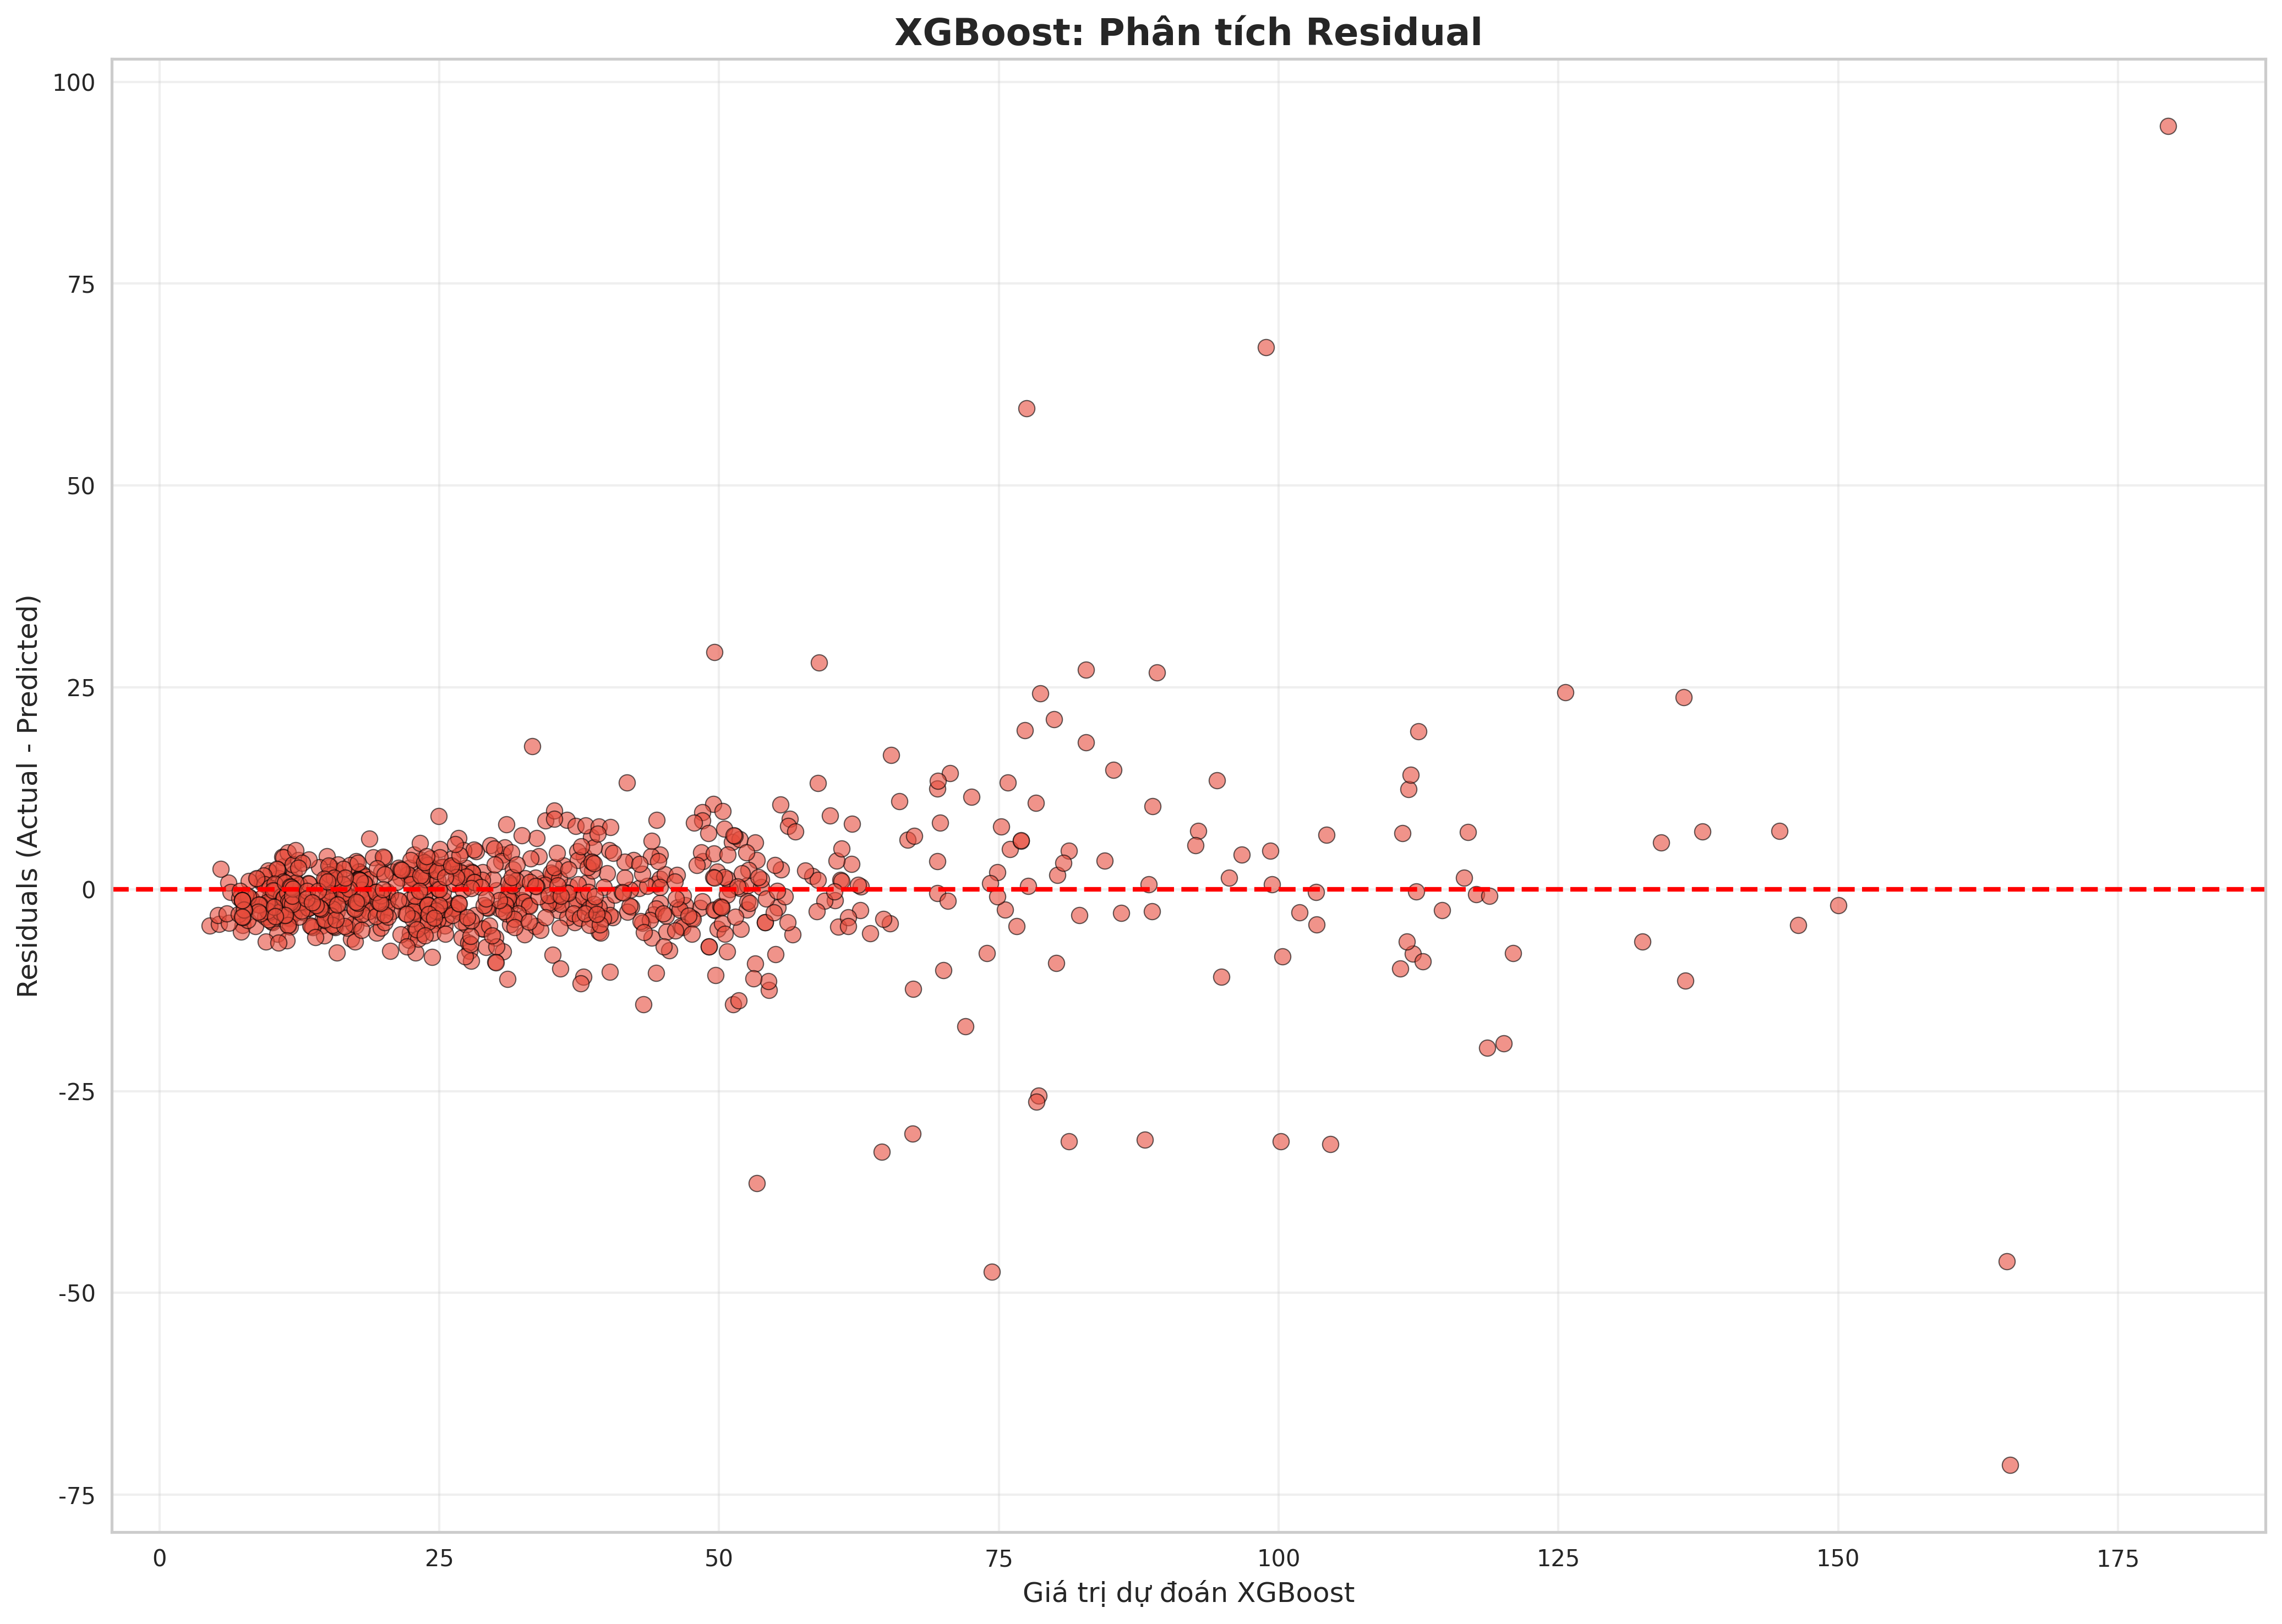 XGBoost: Phân tích Residual
Residuals (Actual - Predicted)
100
75
50
25
0
-25
-50
-75
0 25 50 75 100 125 150 175
Giá trị dự đoán XGBoost